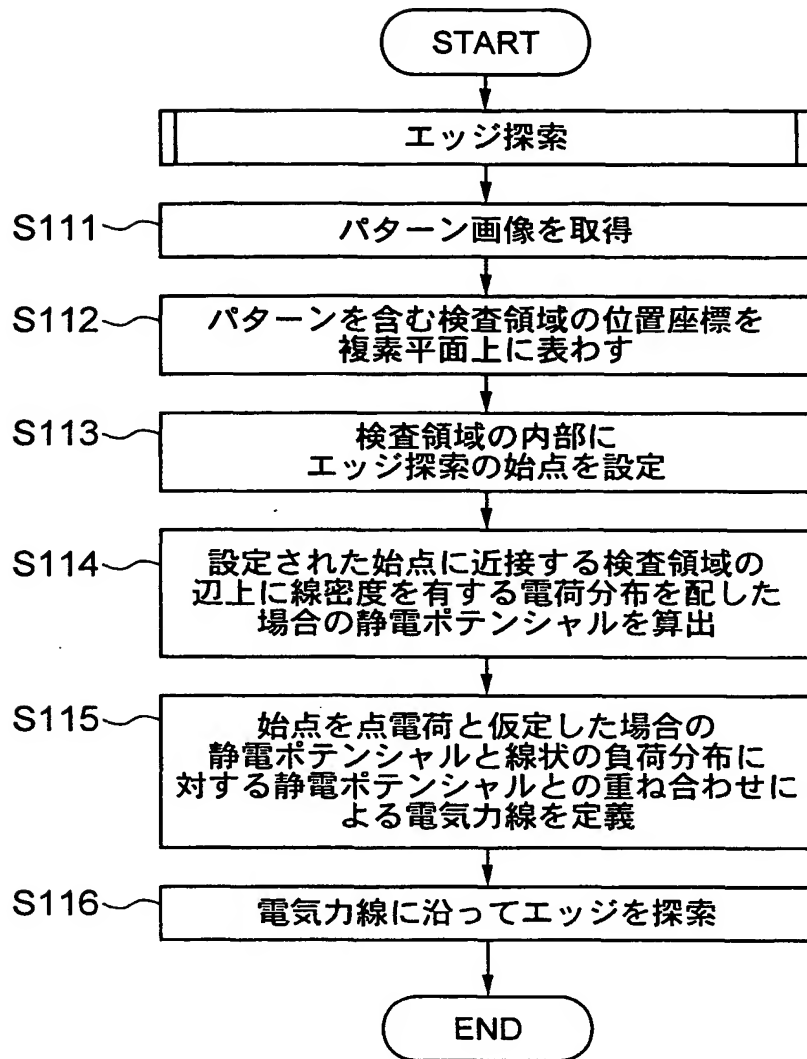 START
エッジ探索
S111
パターン画像を取得
S112
パターンを含む検査領域の位置座標を
複素平面上に表わす
S113
検査領域の内部に
エッジ探索の始点を設定
S114
設定された始点に近接する検査領域の
辺上に線密度を有する電荷分布を配した
場合の静電ポテンシャルを算出
S115
始点を点電荷と仮定した場合の
静電ポテンシャルと線状の負荷分布に
対する静電ポテンシャルとの重ね合わせに
よる電気力線を定義
S116
電気力線に沿ってエッジを探索
END